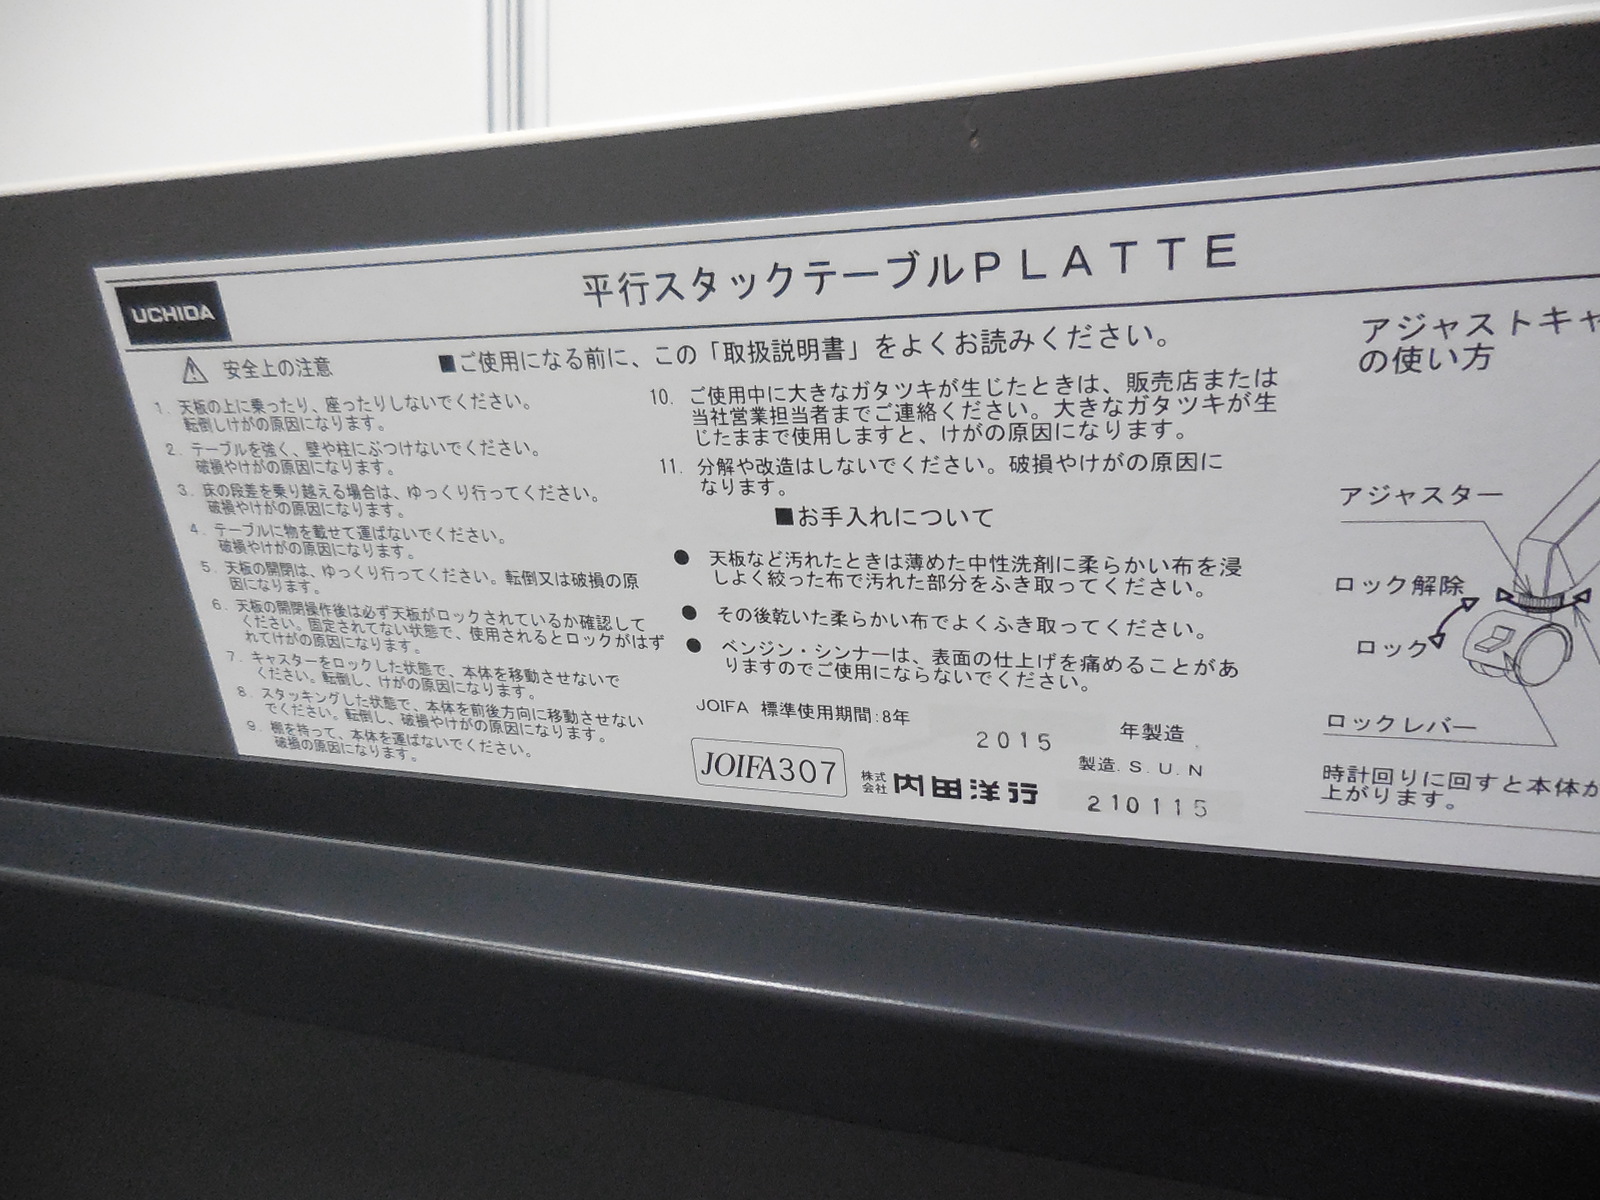 平行スタックテーブルPLATTE
UCHIDA
安全上の注意
■ご使用になる前に、この「取扱説明書」をよくお読みください。
1. 天板の上に乗ったり、座ったりしないでください。
転倒しけがの原因になります。
2. テーブルを強く、壁や柱にぶつけないでください。
破損やけがの原因になります。
3. 床の段差を乗り越える場合は、ゆっくり行ってください。
破損やけがの原因になります。
4. テーブルに物を載せて運ばないでください。
破損やけがの原因になります。
5. 天板の開閉は、ゆっくり行ってください。転倒又は破損の原
因になります。
6. 天板の開閉操作後は必ず天板がロックされているか確認して
ください。固定されてない状態で、使用されるとロックがはず
れてけがの原因になります。
7. キャスターをロックした状態で、本体を移動させないで
ください。転倒し、けがの原因になります。
8. スタッキングした状態で、本体を前後方向に移動させない
でください。転倒し、破損やけがの原因になります。
9. 棚を持って、本体を運ばないでください。
破損の原因になります。
10. ご使用中に大きなガタツキが生じたときは、販売店または
当社営業担当者までご連絡ください。大きなガタツキが生
じたままで使用しますと、けがの原因になります。
11. 分解や改造はしないでください。破損やけがの原因に
なります。
■お手入れについて
● 天板など汚れたときは薄めた中性洗剤に柔らかい布を浸
しよく絞った布で汚れた部分をふき取ってください。
● その後乾いた柔らかい布でよくふき取ってください。
● ベンジン・シンナーは、表面の仕上げを痛めることがあ
りますのでご使用にならないでください。
JOIFA 標準使用期間:8年
2015 年製造
製造.S.U.N
JOIFA307
株式会社 内田洋行
210115
アジャストキャ
の使い方
アジャスター
ロック解除
ロック
ロックレバー
時計回りに回すと本体が
上がります。